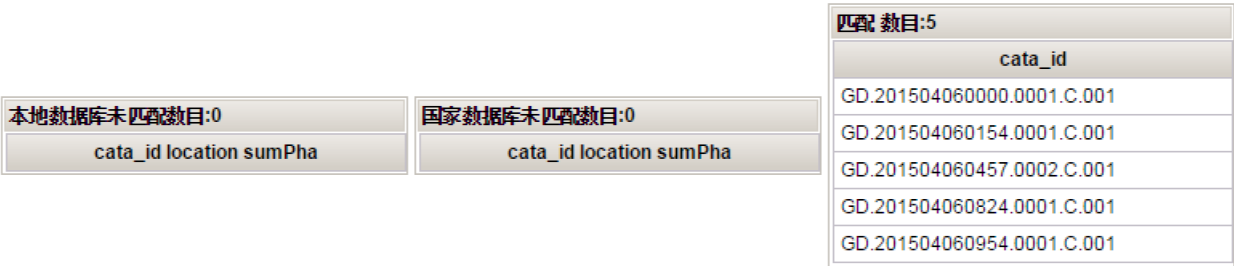 本地数据库未匹配数目:0
cata_id location sumPha
国家数据库未匹配数目:0
cata_id location sumPha
匹配 数目:5
cata_id
GD.201504060000.0001.C.001
GD.201504060154.0001.C.001
GD.201504060457.0002.C.001
GD.201504060824.0001.C.001
GD.201504060954.0001.C.001